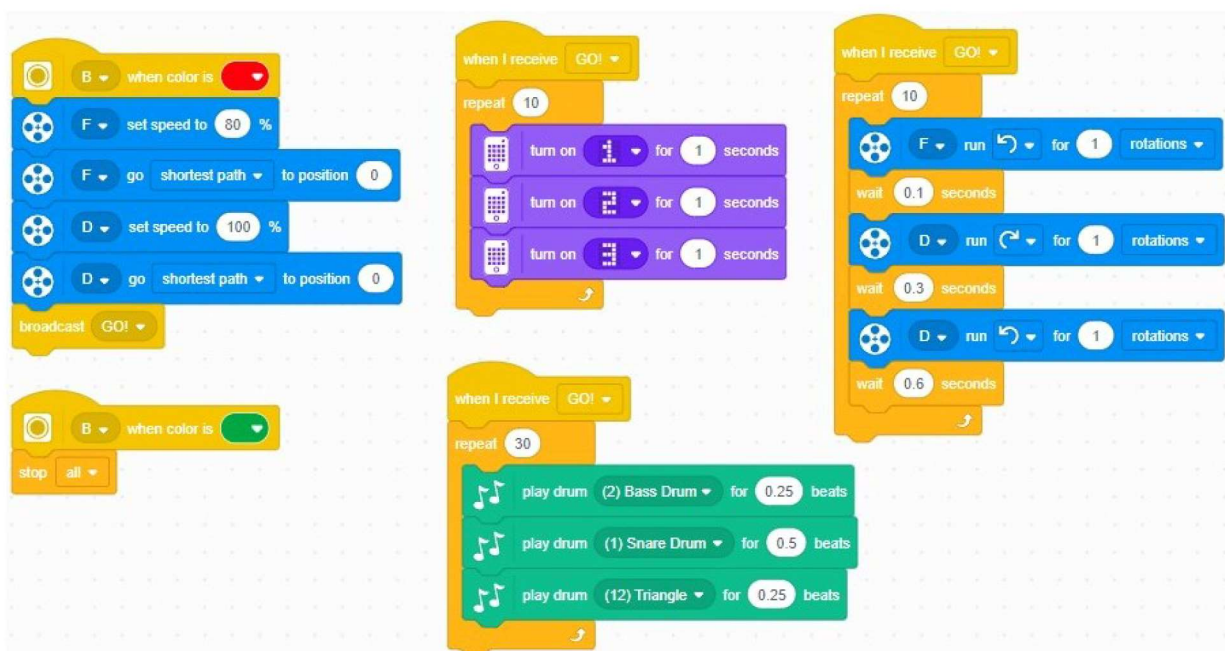 B when color is
F set speed to 80 %
F go shortest path to position 0
D set speed to 100 %
D go shortest path to position 0
broadcast GO!
B when color is
stop all
when I receive GO!
repeat 10
turn on 1 for 1 seconds
turn on 2 for 1 seconds
turn on 3 for 1 seconds
when I receive GO!
repeat 30
play drum (2) Bass Drum for 0.25 beats
play drum (1) Snare Drum for 0.5 beats
play drum (12) Triangle for 0.25 beats
when I receive GO!
repeat 10
F run for 1 rotations
wait 0.1 seconds
D run for 1 rotations
wait 0.3 seconds
D run for 1 rotations
wait 0.6 seconds